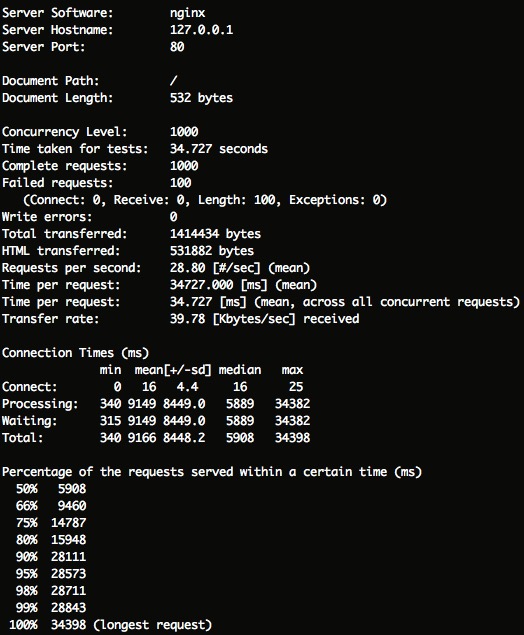 Server Software: nginx
Server Hostname: 127.0.0.1
Server Port: 80
Document Path: /
Document Length: 532 bytes
Concurrency Level: 1000
Time taken for tests: 34.727 seconds
Complete requests: 1000
Failed requests: 100
(Connect: 0, Receive: 0, Length: 100, Exceptions: 0)
Write errors: 0
Total transferred: 1414434 bytes
HTML transferred: 531882 bytes
Requests per second: 28.80 [#/sec] (mean)
Time per request: 34727.000 [ms] (mean)
Time per request: 34.727 [ms] (mean, across all concurrent requests)
Transfer rate: 39.78 [Kbytes/sec] received
Connection Times (ms)
min mean[+/-sd] median max
Connect: 0 16 4.4 16 25
Processing: 340 9149 8449.0 5889 34382
Waiting: 315 9149 8449.0 5889 34382
Total: 340 9166 8448.2 5908 34398
Percentage of the requests served within a certain time (ms)
50% 5908
66% 9460
75% 14787
80% 15948
90% 28111
95% 28573
98% 28711
99% 28843
100% 34398 (longest request)